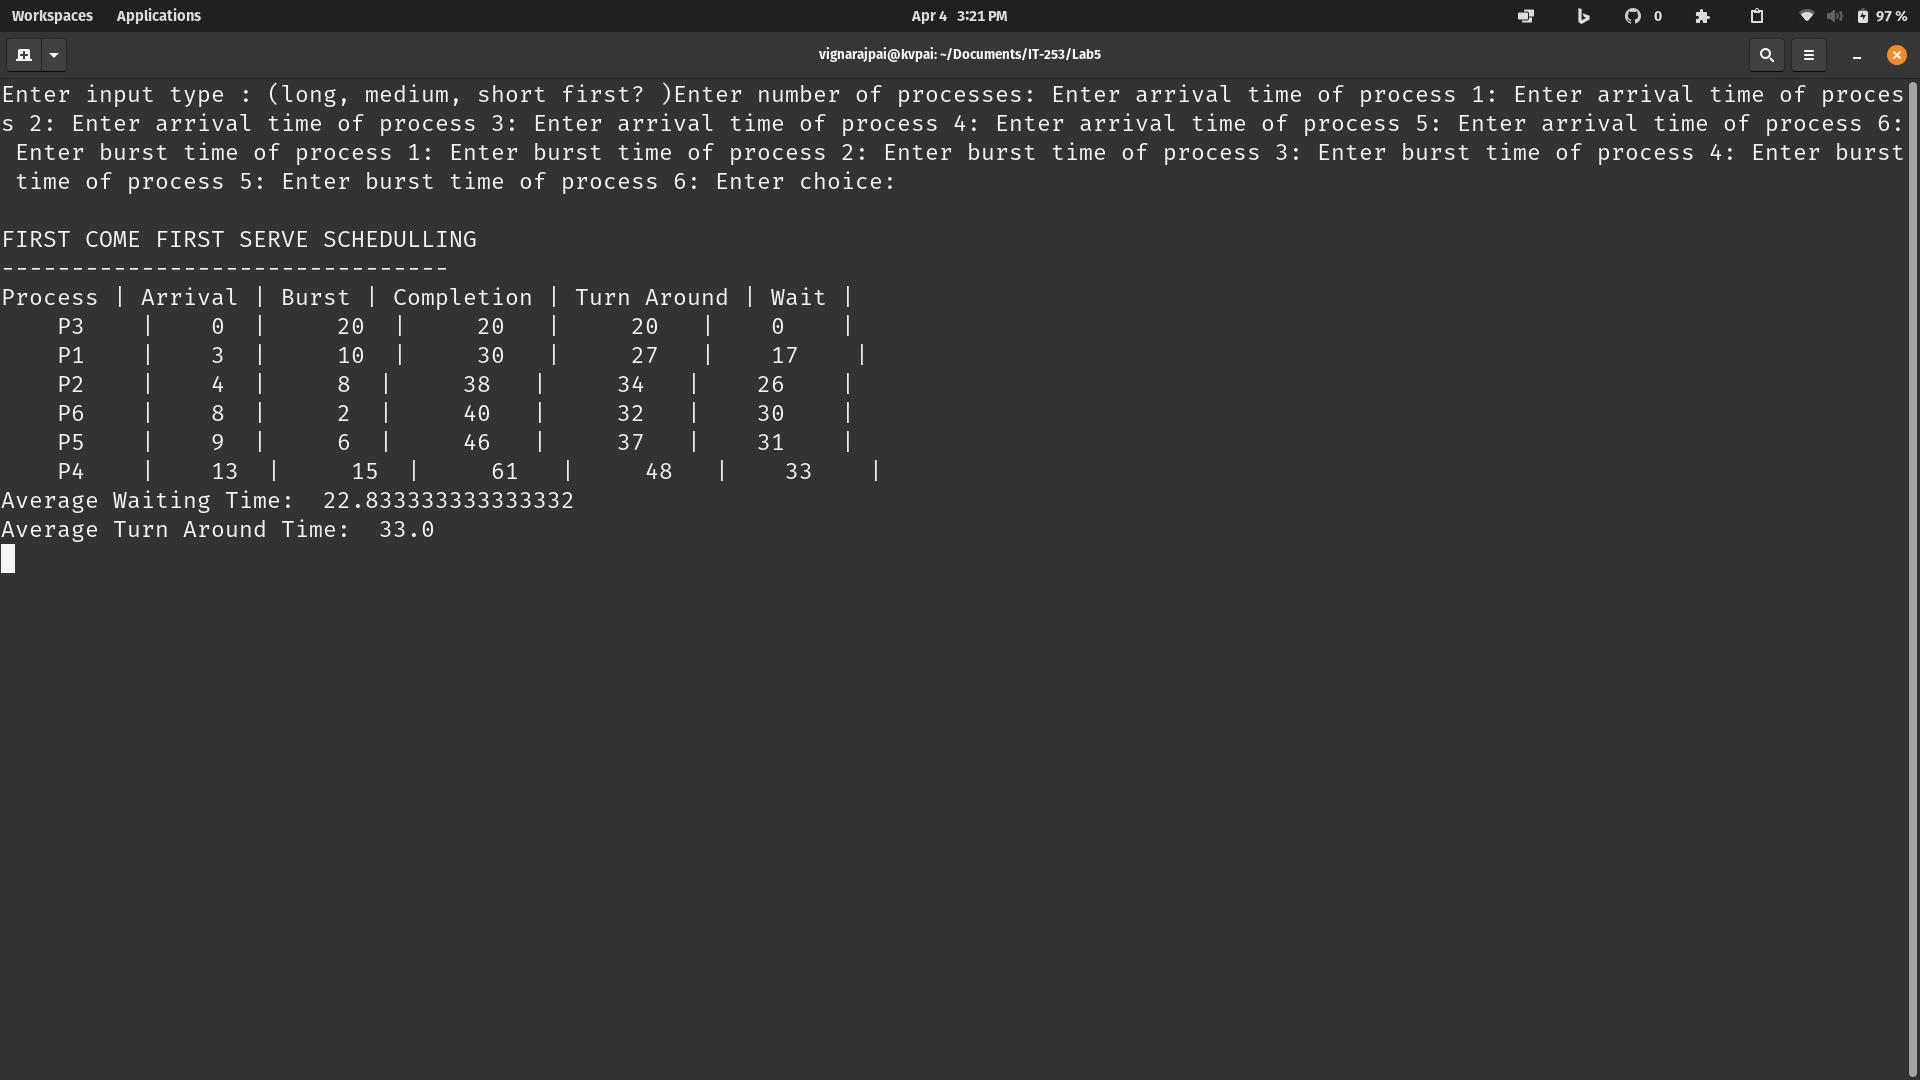 Workspaces Applications Apr 4 3:21 PM 0 97 %
vignarajpai@kvpai: ~/Documents/IT-253/Lab5
Enter input type : (long, medium, short first? )Enter number of processes: Enter arrival time of process 1: Enter arrival time of proces
s 2: Enter arrival time of process 3: Enter arrival time of process 4: Enter arrival time of process 5: Enter arrival time of process 6:
Enter burst time of process 1: Enter burst time of process 2: Enter burst time of process 3: Enter burst time of process 4: Enter burst
time of process 5: Enter burst time of process 6: Enter choice:
FIRST COME FIRST SERVE SCHEDULLING
--------------------------------
Process | Arrival | Burst | Completion | Turn Around | Wait |
P3 | 0 | 20 | 20 | 20 | 0 |
P1 | 3 | 10 | 30 | 27 | 17 |
P2 | 4 | 8 | 38 | 34 | 26 |
P6 | 8 | 2 | 40 | 32 | 30 |
P5 | 9 | 6 | 46 | 37 | 31 |
P4 | 13 | 15 | 61 | 48 | 33 |
Average Waiting Time: 22.833333333333332
Average Turn Around Time: 33.0